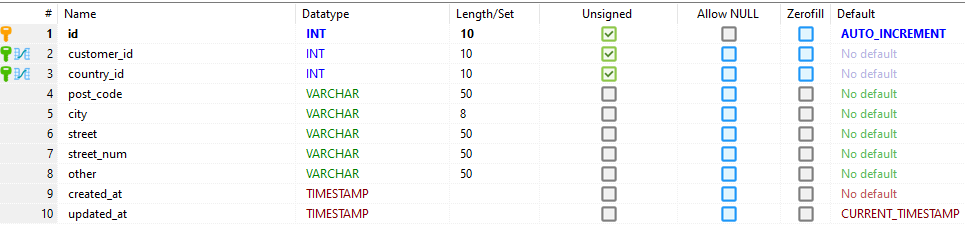 # Name Datatype Length/Set Unsigned Allow NULL Zerofill Default
1 id INT 10 AUTO_INCREMENT
2 customer_id INT 10 No default
3 country_id INT 10 No default
4 post_code VARCHAR 50 No default
5 city VARCHAR 8 No default
6 street VARCHAR 50 No default
7 street_num VARCHAR 50 No default
8 other VARCHAR 50 No default
9 created_at TIMESTAMP No default
10 updated_at TIMESTAMP CURRENT_TIMESTAMP